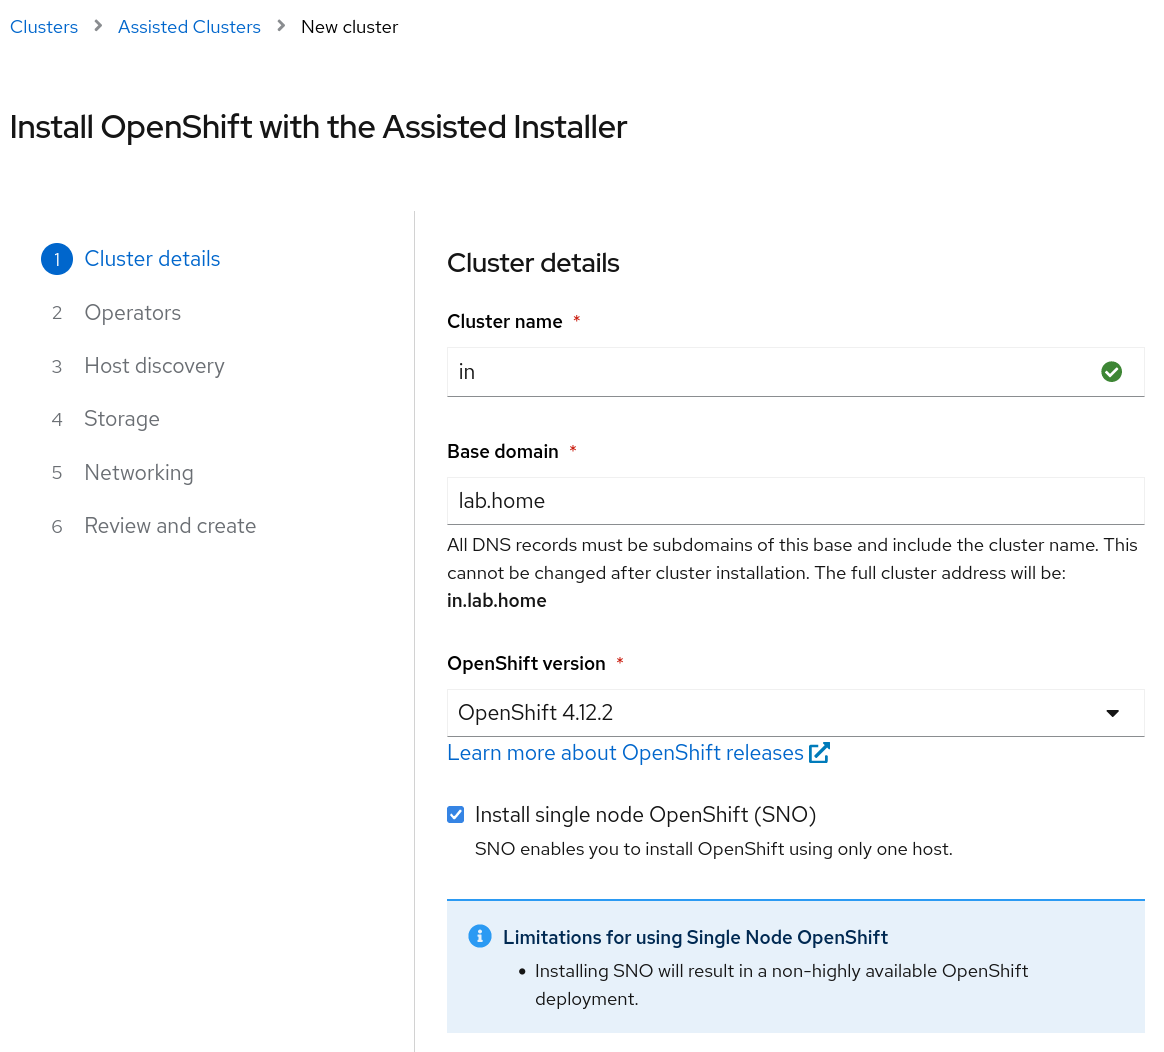 Clusters > Assisted Clusters > New cluster
Install OpenShift with the Assisted Installer
1 Cluster details
2 Operators
3 Host discovery
4 Storage
5 Networking
6 Review and create
Cluster details
Cluster name *
in
Base domain *
lab.home
All DNS records must be subdomains of this base and include the cluster name. This
cannot be changed after cluster installation. The full cluster address will be:
in.lab.home
OpenShift version *
OpenShift 4.12.2
Learn more about OpenShift releases
Install single node OpenShift (SNO)
SNO enables you to install OpenShift using only one host.
Limitations for using Single Node OpenShift
• Installing SNO will result in a non-highly available OpenShift
deployment.